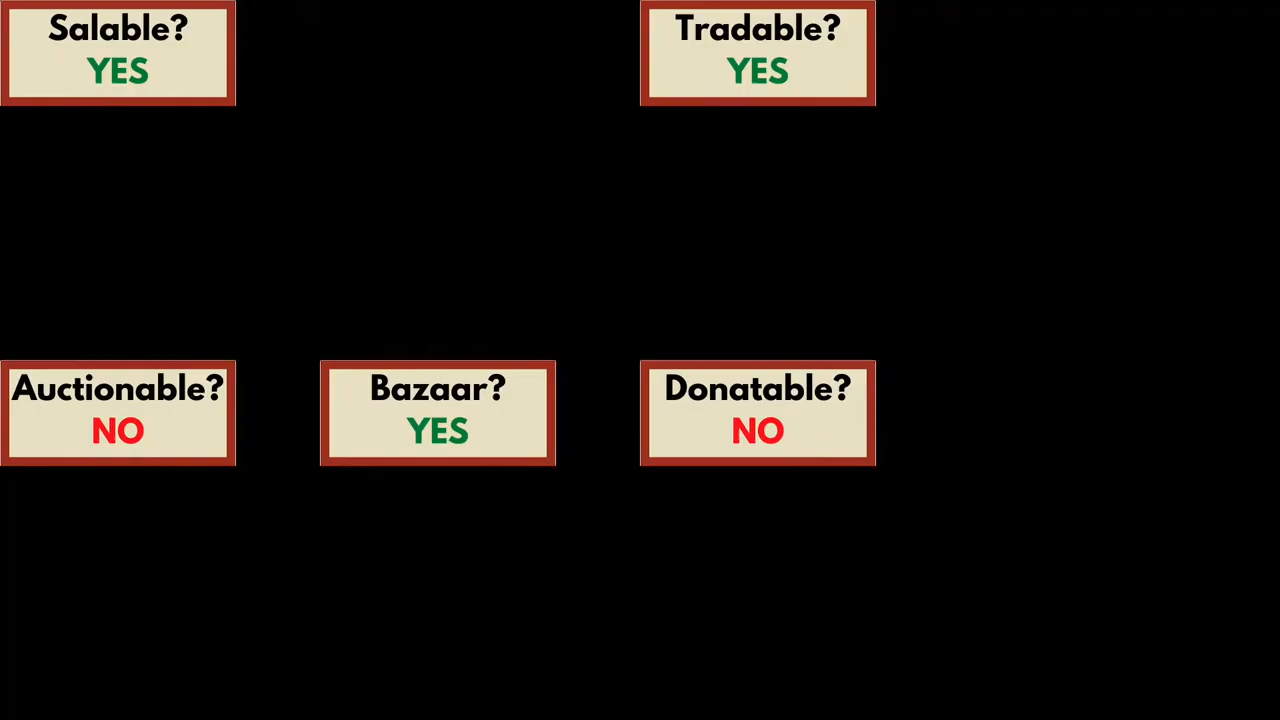 Salable?
YES
Tradable?
YES
Auctionable?
NO
Bazaar?
YES
Donatable?
NO